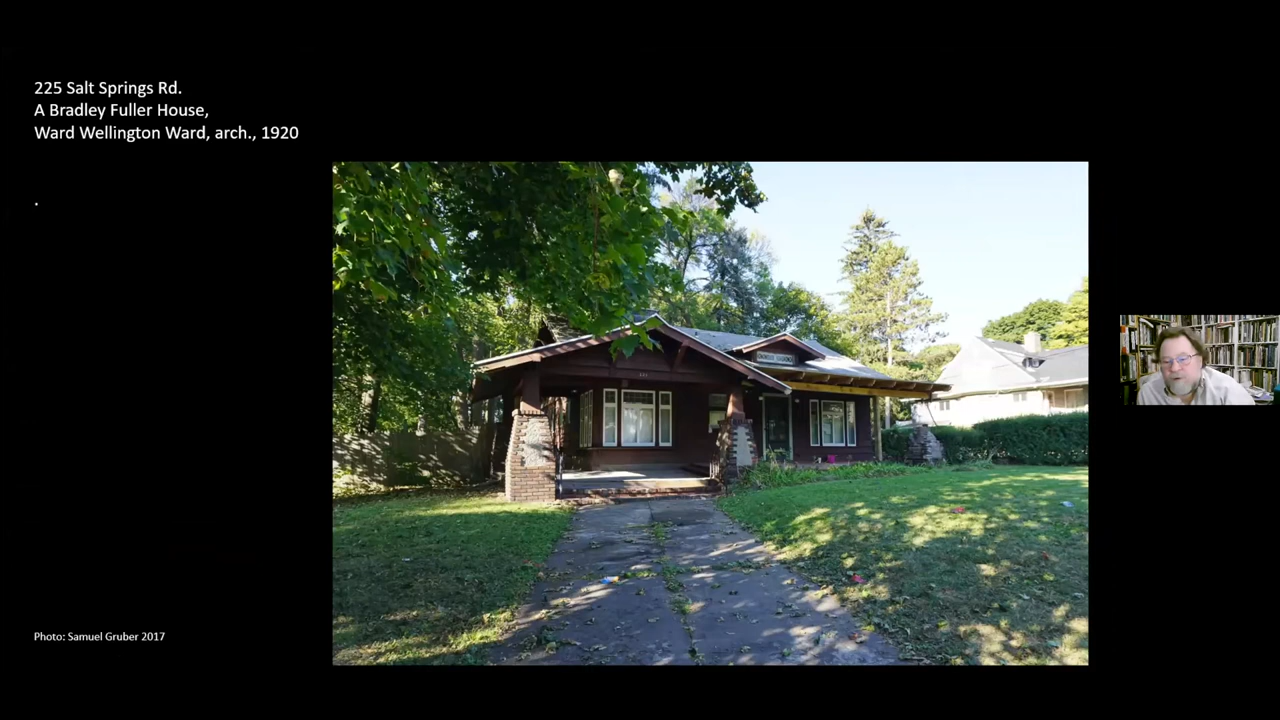 225 Salt Springs Rd.
A Bradley Fuller House,
Ward Wellington Ward, arch., 1920
.
Photo: Samuel Gruber 2017